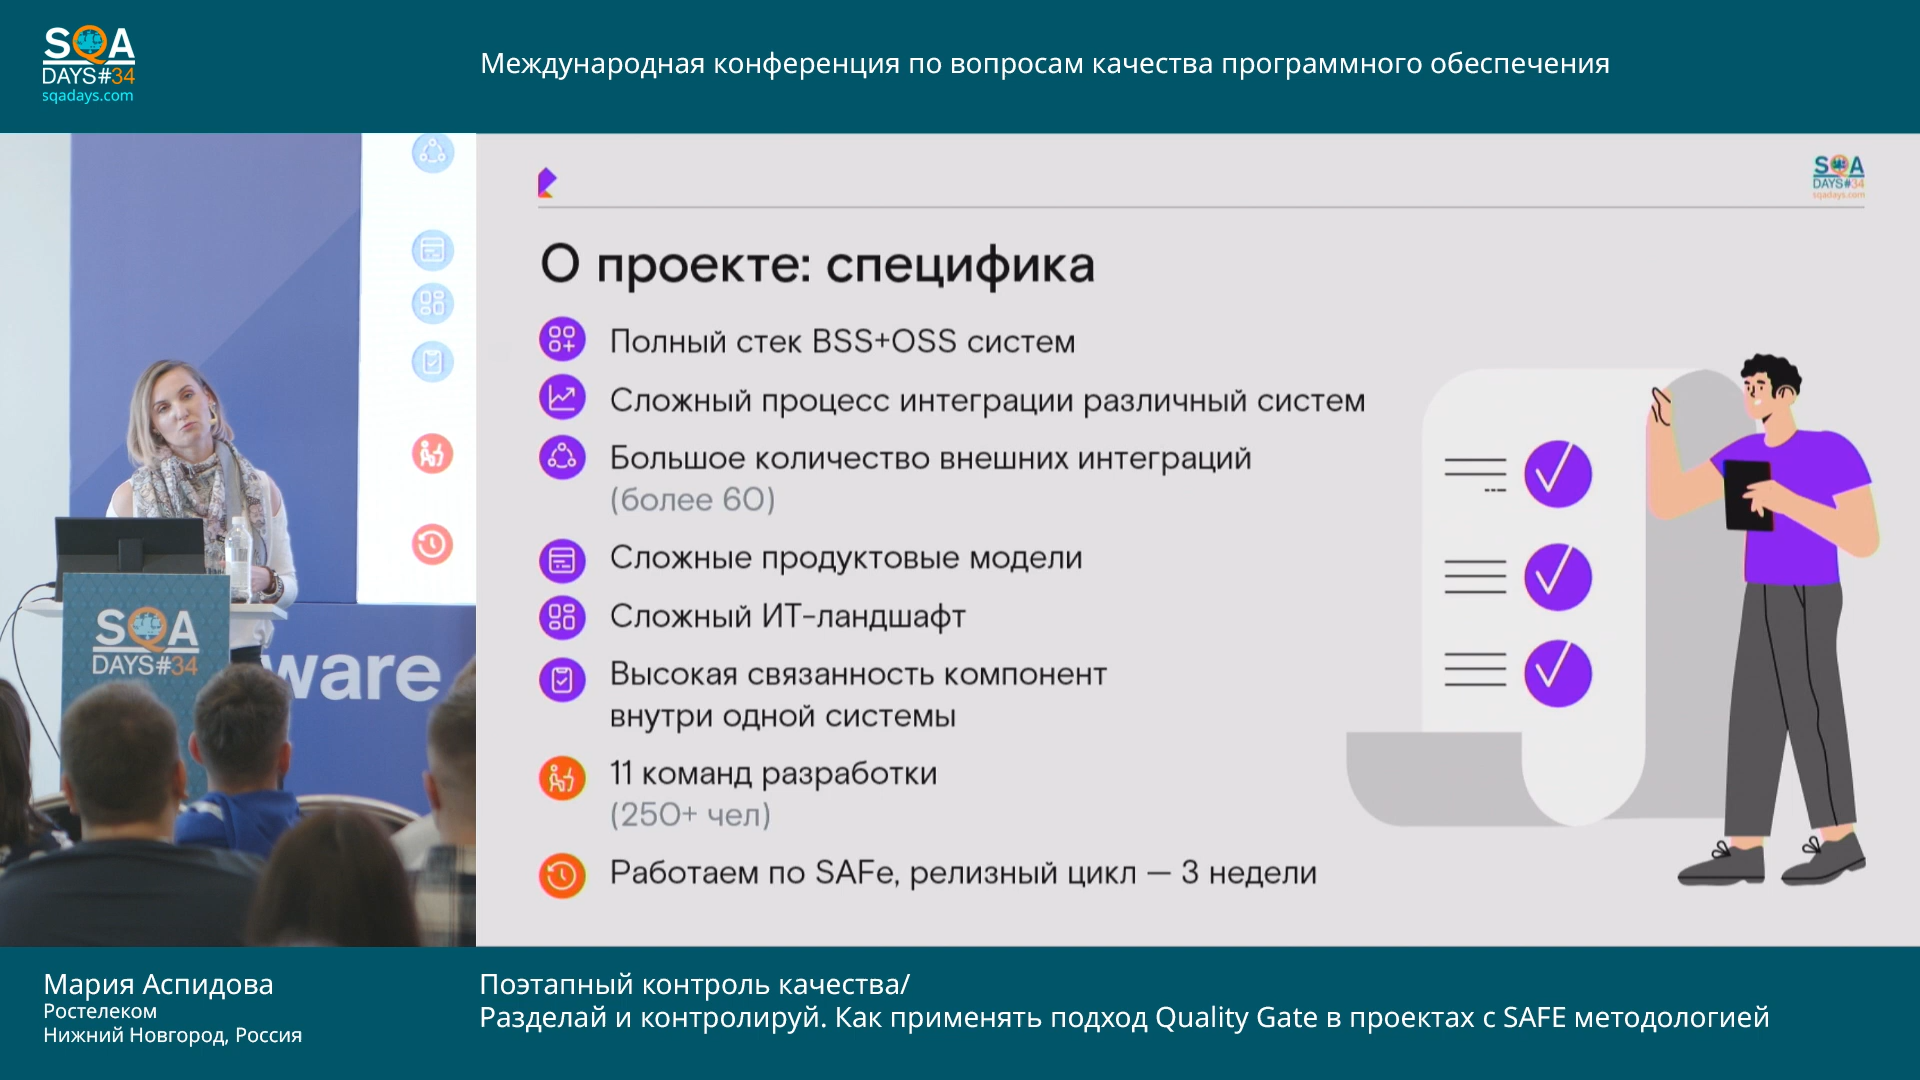 SQA
DAYS#34
sqadays.com
Международная конференция по вопросам качества программного обеспечения
SQA
DAYS#34
sqadays.com
О проекте: специфика
Полный стек BSS+OSS систем
Сложный процесс интеграции различный систем
Большое количество внешних интеграций
(более 60)
Сложные продуктовые модели
Сложный ИТ-ландшафт
Высокая связанность компонент
внутри одной системы
11 команд разработки
(250+ чел)
Работаем по SAFe, релизный цикл — 3 недели
SQA
DAYS#34
ware
Мария Аспидова
Ростелеком
Нижний Новгород, Россия
Поэтапный контроль качества/
Разделай и контролируй. Как применять подход Quality Gate в проектах с SAFE методологией